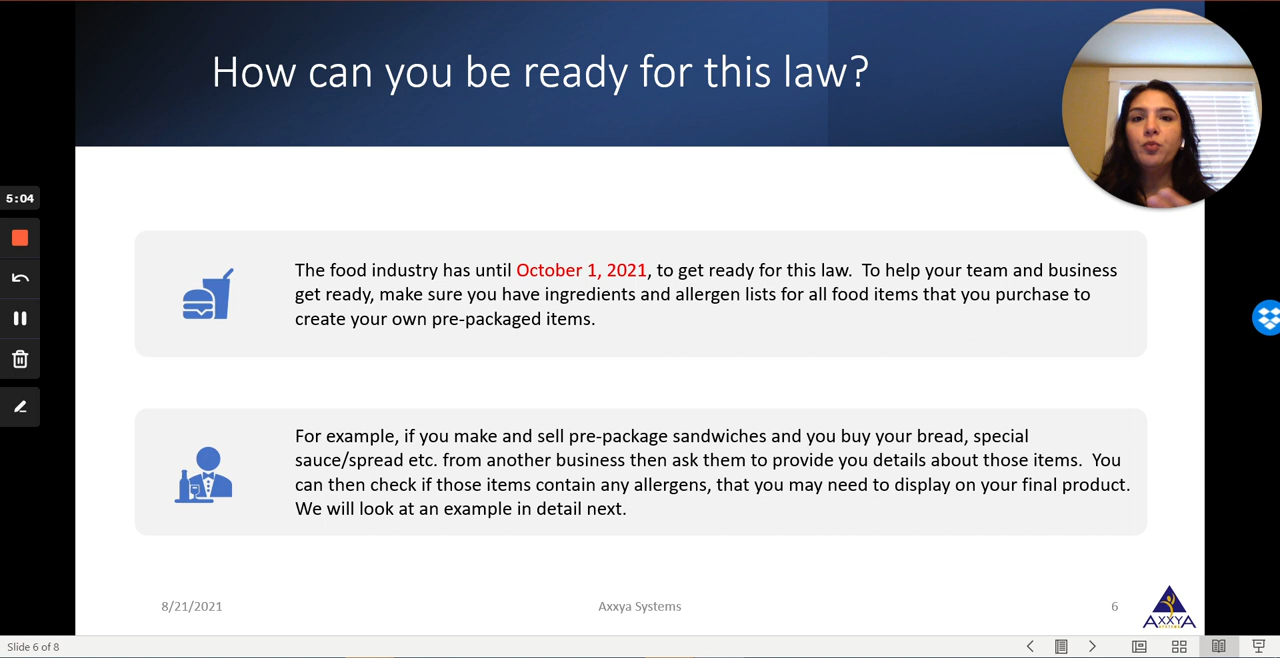 How can you be ready for this law?
5:04
The food industry has until October 1, 2021, to get ready for this law.  To help your team and business
get ready, make sure you have ingredients and allergen lists for all food items that you purchase to
create your own pre-packaged items.
For example, if you make and sell pre-package sandwiches and you buy your bread, special
sauce/spread etc. from another business then ask them to provide you details about those items.  You
can then check if those items contain any allergens, that you may need to display on your final product.
We will look at an example in detail next.
8/21/2021
Axxya Systems
6
AXXYA
SYSTEMS
Slide 6 of 8